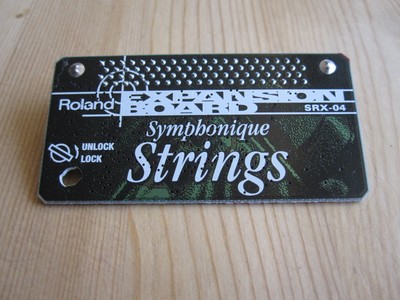 Roland EXPANSION
BOARD SRX-04
Symphonique
Strings
UNLOCK
LOCK